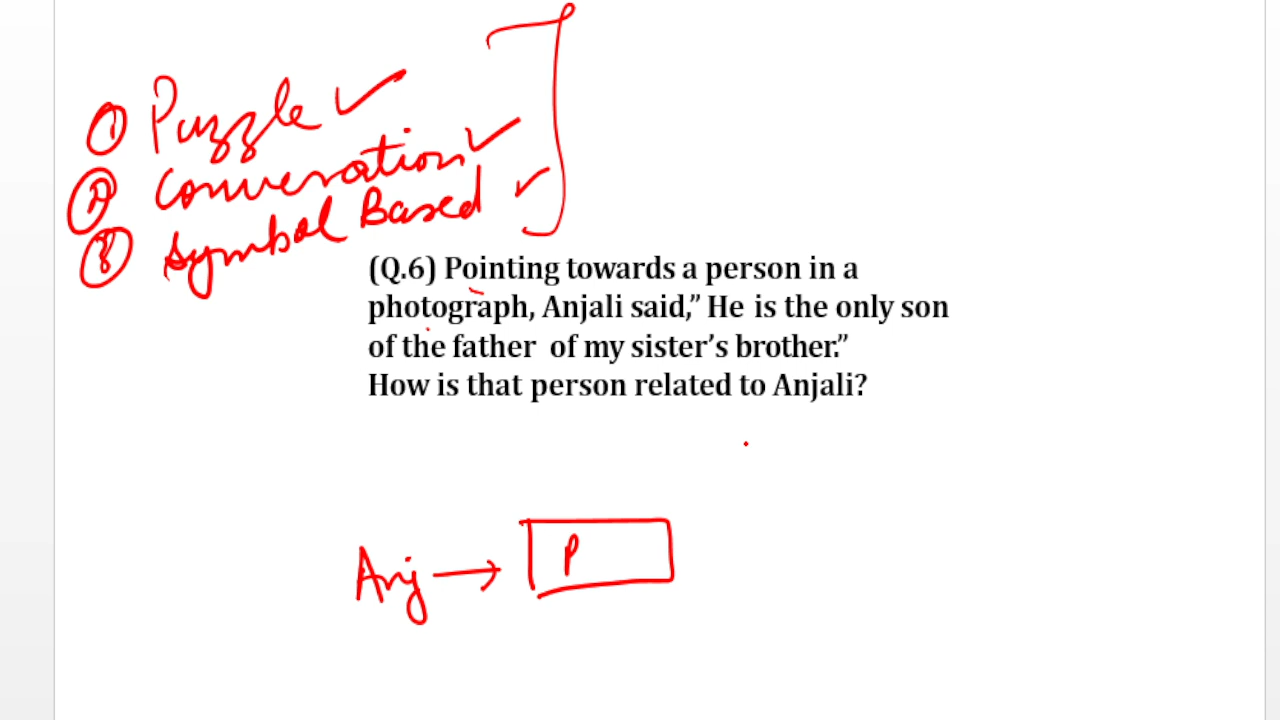 ① Puzzle ✓
② Converation ✓
③ Symbol Based ✓
(Q.6) Pointing towards a person in a
photograph, Anjali said,” He is the only son
of the father of my sister’s brother.”
How is that person related to Anjali?
Anj → P